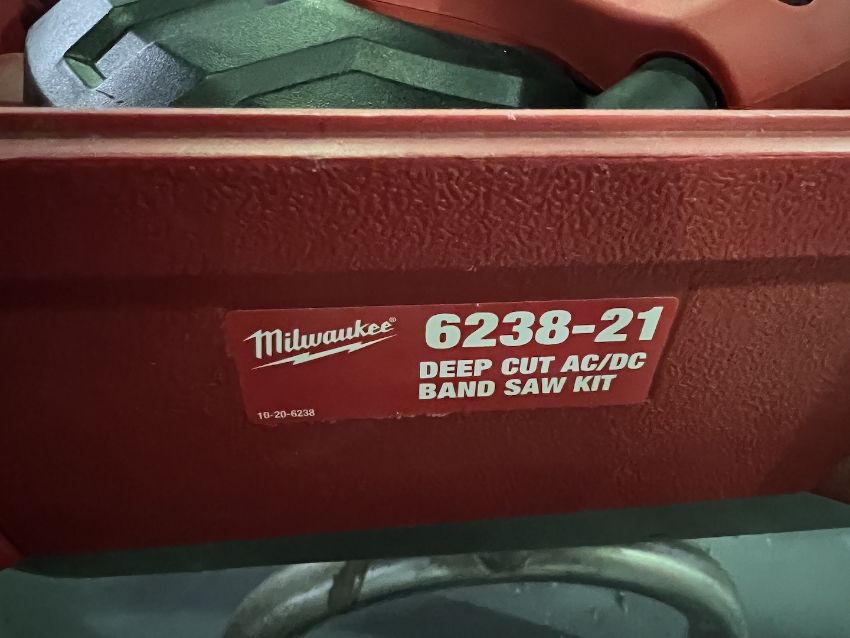 Milwaukee®
6238-21
DEEP CUT AC/DC
BAND SAW KIT
10-20-6238